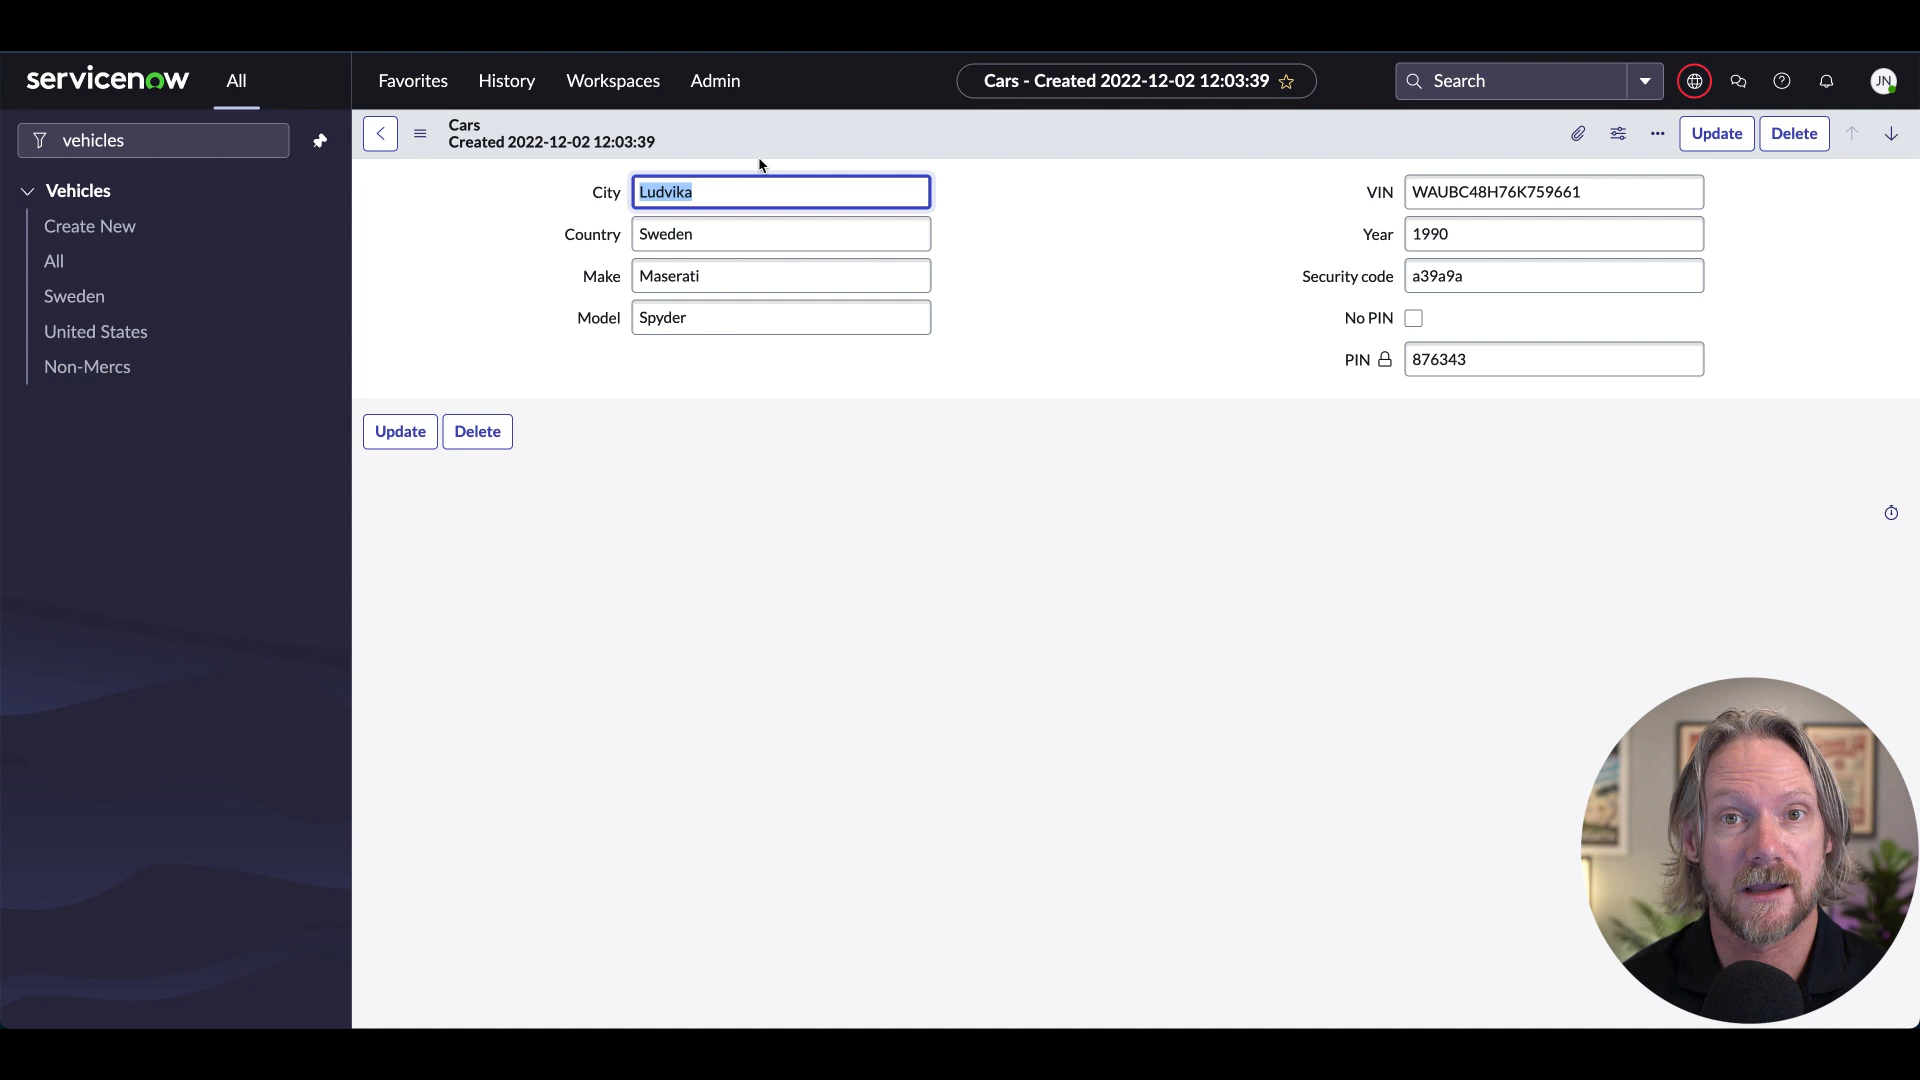 servicenow
All
Favorites
History
Workspaces
Admin
Cars - Created 2022-12-02 12:03:39
Search
JN
vehicles
Cars
Created 2022-12-02 12:03:39
Update
Delete
Vehicles
Create New
All
Sweden
United States
Non-Mercs
City Ludvika
Country Sweden
Make Maserati
Model Spyder
VIN WAUBC48H76K759661
Year 1990
Security code a39a9a
No PIN
PIN 876343
Update
Delete